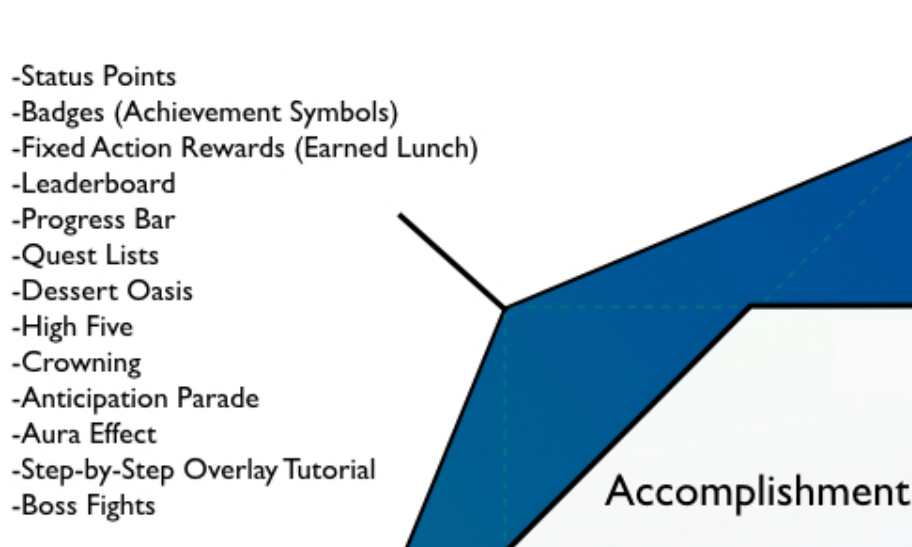 -Status Points
-Badges (Achievement Symbols)
-Fixed Action Rewards (Earned Lunch)
-Leaderboard
-Progress Bar
-Quest Lists
-Dessert Oasis
-High Five
-Crowning
-Anticipation Parade
-Aura Effect
-Step-by-Step Overlay Tutorial
-Boss Fights
Accomplishment